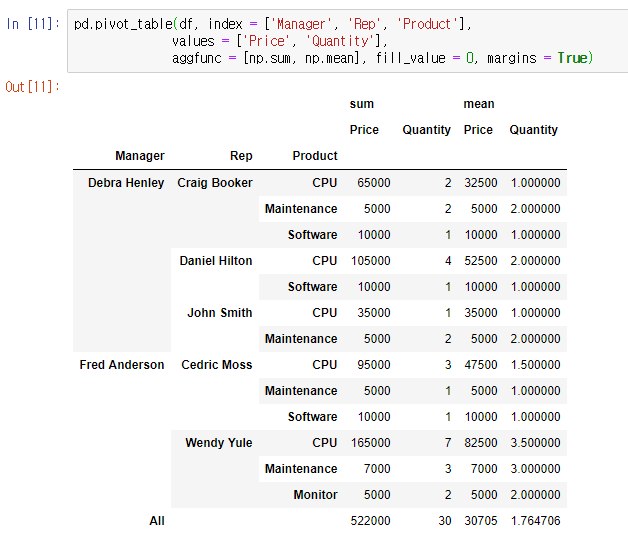 In [11]: pd.pivot_table(df, index = ['Manager', 'Rep', 'Product'],
values = ['Price', 'Quantity'],
aggfunc = [np.sum, np.mean], fill_value = 0, margins = True)
Out[11]:
sum mean
Price Quantity Price Quantity
Manager Rep Product
Debra Henley Craig Booker CPU 65000 2 32500 1.000000
Maintenance 5000 2 5000 2.000000
Software 10000 1 10000 1.000000
Daniel Hilton CPU 105000 4 52500 2.000000
Software 10000 1 10000 1.000000
John Smith CPU 35000 1 35000 1.000000
Maintenance 5000 2 5000 2.000000
Fred Anderson Cedric Moss CPU 95000 3 47500 1.500000
Maintenance 5000 1 5000 1.000000
Software 10000 1 10000 1.000000
Wendy Yule CPU 165000 7 82500 3.500000
Maintenance 7000 3 7000 3.000000
Monitor 5000 2 5000 2.000000
All 522000 30 30705 1.764706